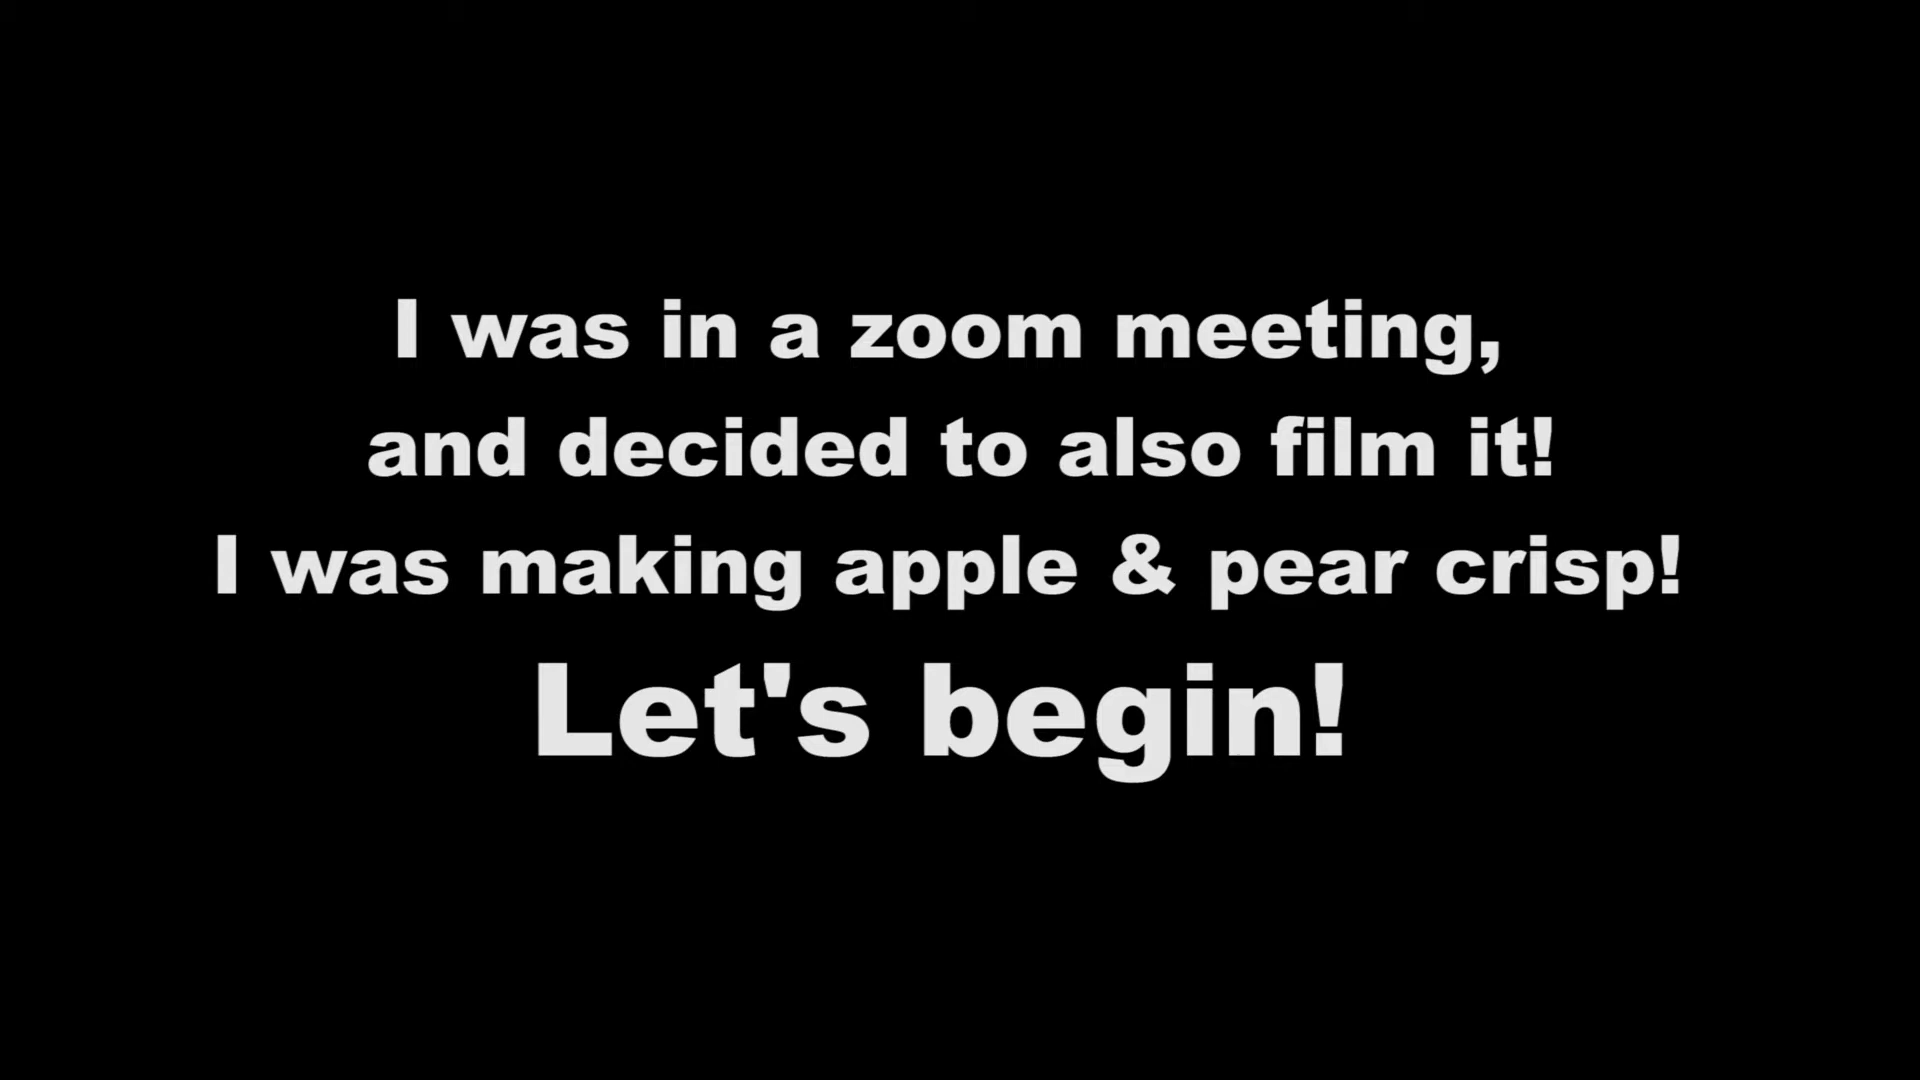 I was in a zoom meeting,
and decided to also film it!
I was making apple & pear crisp!
Let's begin!